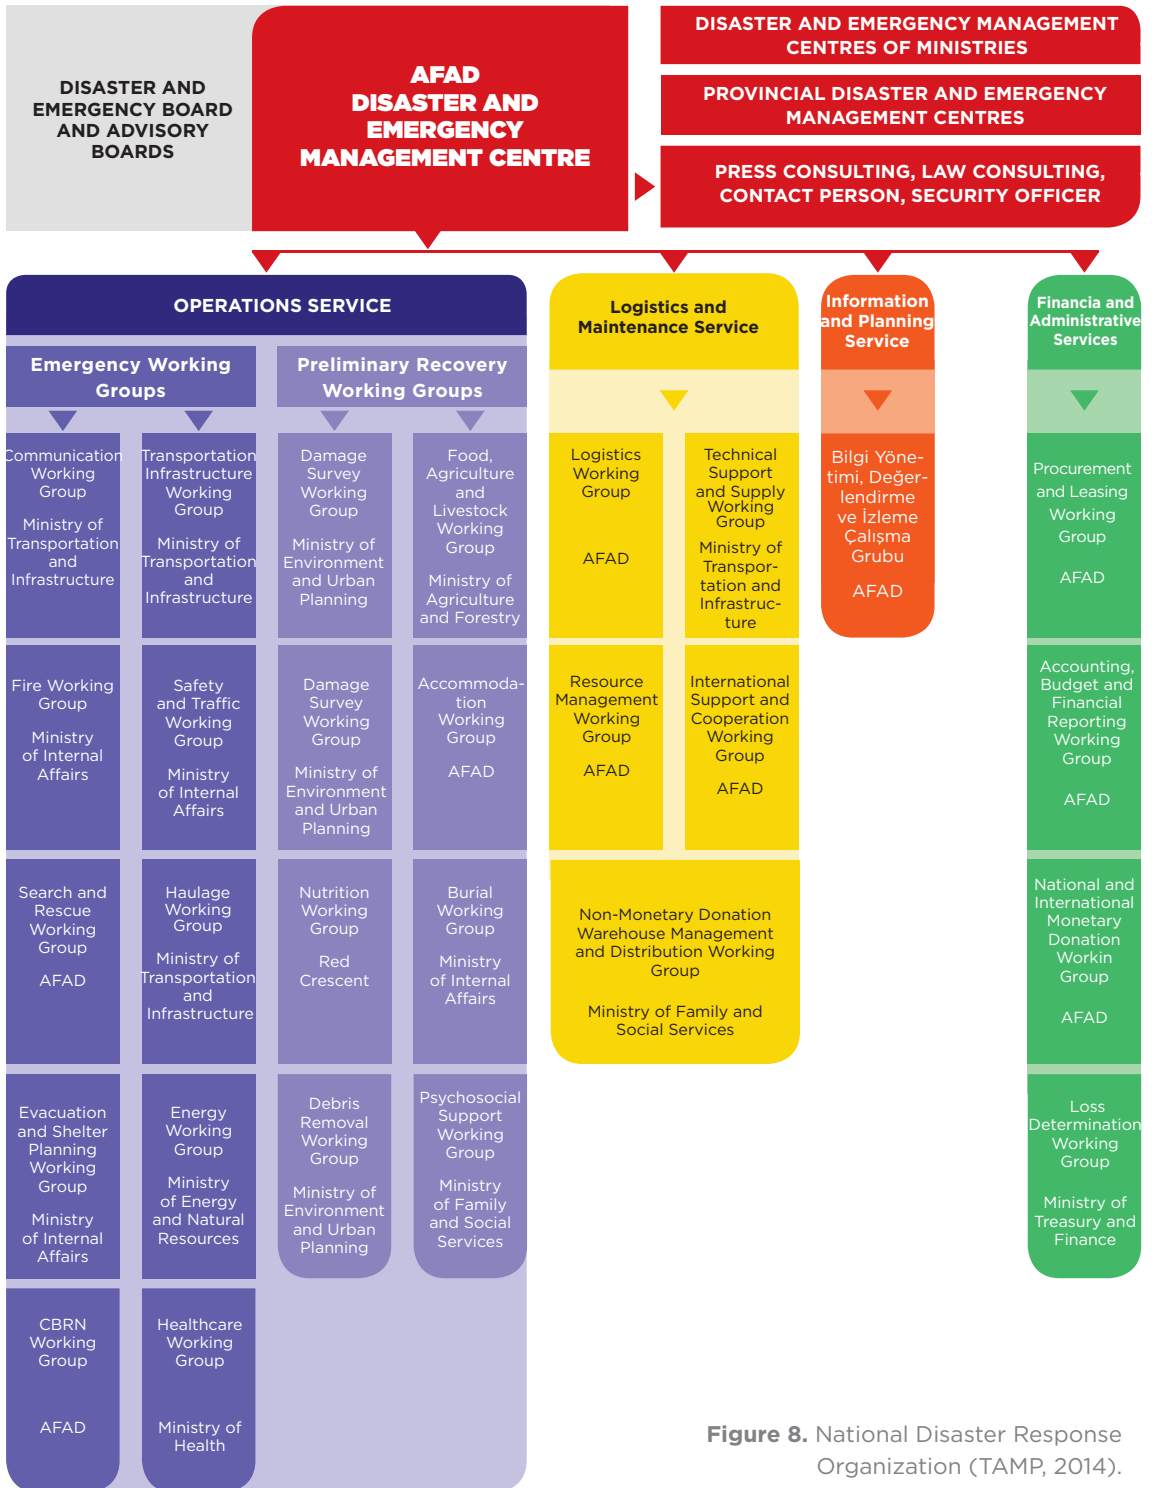 DISASTER AND
EMERGENCY BOARD
AND ADVISORY
BOARDS
AFAD
DISASTER AND
EMERGENCY
MANAGEMENT CENTRE
DISASTER AND EMERGENCY MANAGEMENT
CENTRES OF MINISTRIES
PROVINCIAL DISASTER AND EMERGENCY
MANAGEMENT CENTRES
PRESS CONSULTING, LAW CONSULTING,
CONTACT PERSON, SECURITY OFFICER
OPERATIONS SERVICE
Emergency Working
Groups
Communication
Working
Group
Ministry of
Transportation
and
Infrastructure
Transportation
Infrastructure
Working
Group
Ministry of
Transportation
and
Infrastructure
Fire Working
Group
Ministry
of Internal
Affairs
Safety
and Traffic
Working
Group
Ministry
of Internal
Affairs
Search and
Rescue
Working
Group
AFAD
Haulage
Working
Group
Ministry of
Transportation
and
Infrastructure
Evacuation
and Shelter
Planning
Working
Group
Ministry
of Internal
Affairs
Energy
Working
Group
Ministry
of Energy
and Natural
Resources
CBRN
Working
Group
AFAD
Healthcare
Working
Group
Ministry of
Health
Preliminary Recovery
Working Groups
Damage
Survey
Working
Group
Ministry of
Environment
and Urban
Planning
Food,
Agriculture
and
Livestock
Working
Group
Ministry of
Agriculture
and Forestry
Damage
Survey
Working
Group
Ministry of
Environment
and Urban
Planning
Accommoda-
tion
Working
Group
AFAD
Nutrition
Working
Group
Red
Crescent
Burial
Working
Group
Ministry
of Internal
Affairs
Debris
Removal
Working
Group
Ministry of
Environment
and Urban
Planning
Psychosocial
Support
Working
Group
Ministry
of Family
and Social
Services
Logistics and
Maintenance Service
Logistics
Working
Group
AFAD
Technical
Support
and Supply
Working
Group
Ministry of
Transpor-
tation and
Infrastruc-
ture
Resource
Management
Working
Group
AFAD
International
Support and
Cooperation
Working
Group
AFAD
Non-Monetary Donation
Warehouse Management
and Distribution Working
Group
Ministry of Family and
Social Services
Information
and Planning
Service
Bilgi Yöne-
timi, Değer-
lendirme
ve İzleme
Çalışma
Grubu
AFAD
Financia and
Administrative
Services
Procurement
and Leasing
Working
Group
AFAD
Accounting,
Budget and
Financial
Reporting
Working
Group
AFAD
National and
International
Monetary
Donation
Workin
Group
AFAD
Loss
Determination
Working
Group
Ministry of
Treasury and
Finance
Figure 8. National Disaster Response
Organization (TAMP, 2014).